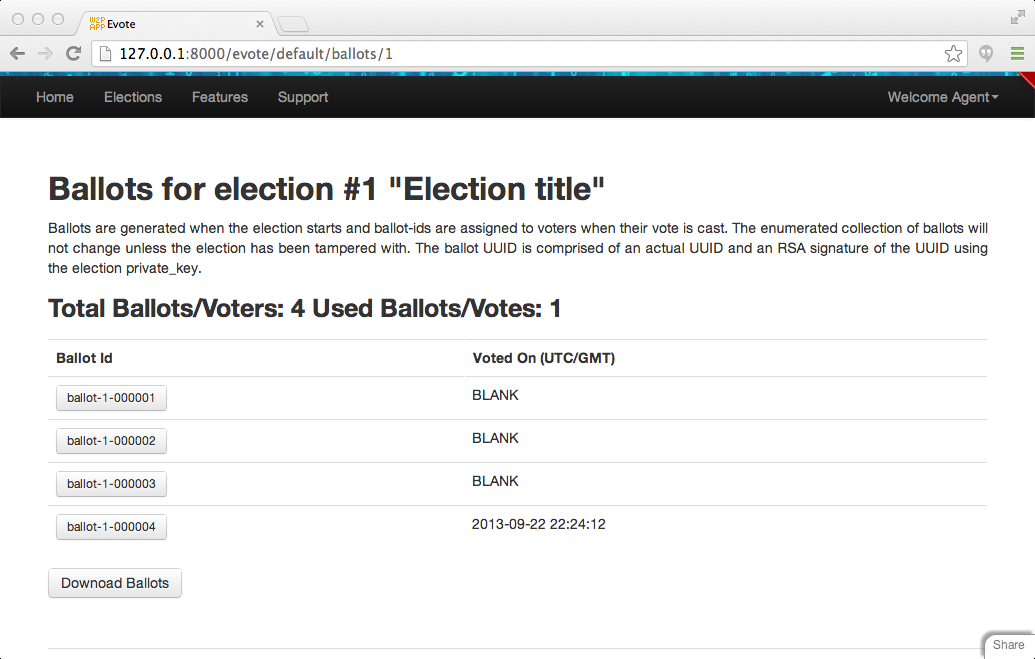 WEB APP Evote
127.0.0.1:8000/evote/default/ballots/1
Home Elections Features Support Welcome Agent
Ballots for election #1 "Election title"
Ballots are generated when the election starts and ballot-ids are assigned to voters when their vote is cast. The enumerated collection of ballots will
not change unless the election has been tampered with. The ballot UUID is comprised of an actual UUID and an RSA signature of the UUID using
the election private_key.
Total Ballots/Voters: 4 Used Ballots/Votes: 1
Ballot Id Voted On (UTC/GMT)
ballot-1-000001 BLANK
ballot-1-000002 BLANK
ballot-1-000003 BLANK
ballot-1-000004 2013-09-22 22:24:12
Downoad Ballots
Share